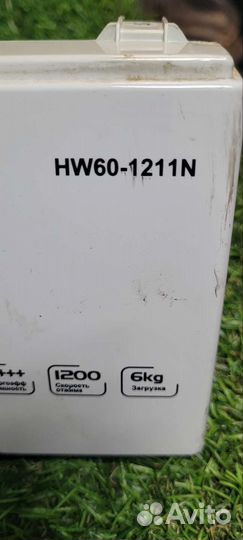 HW60-1211N
+++
1200
Скорость
отжима
6kg
Загрузка
Avito